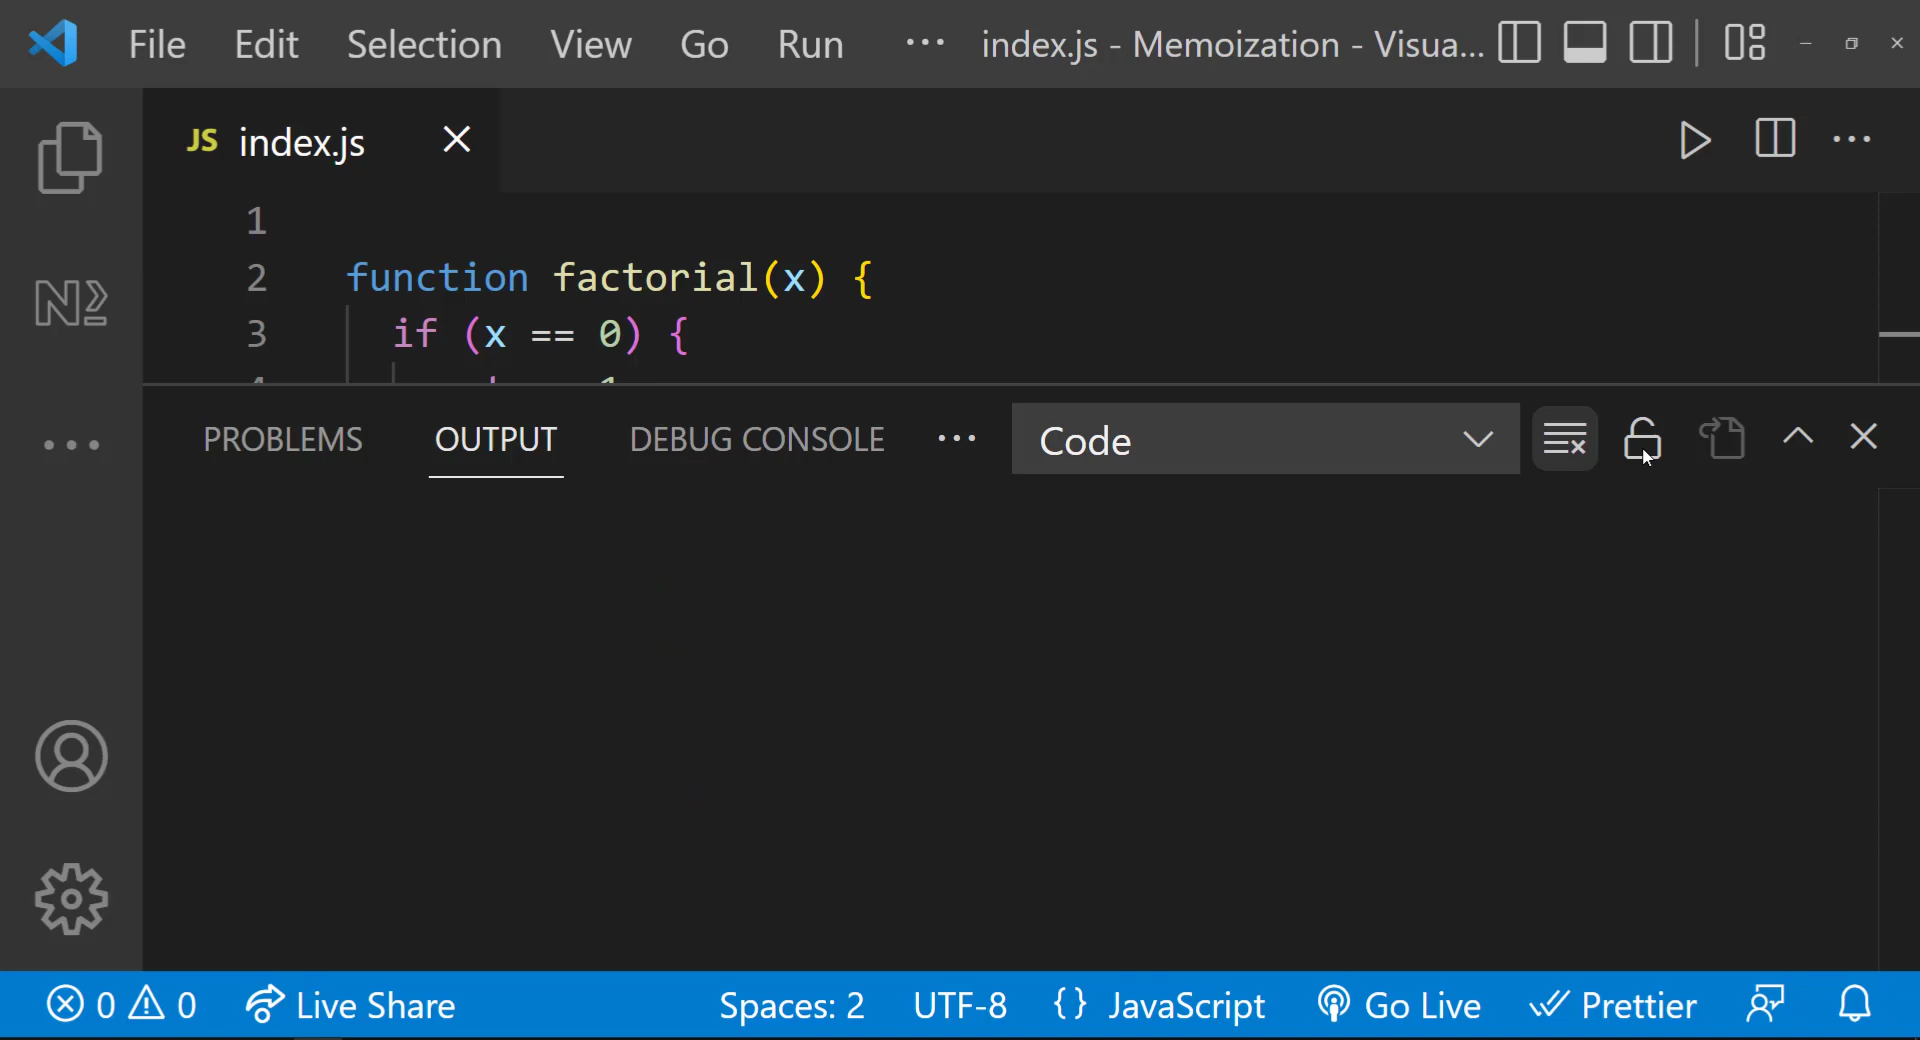 File Edit Selection View Go Run ··· index.js - Memoization - Visua...
JS index.js
1
2 function factorial(x) {
3 if (x == 0) {
PROBLEMS OUTPUT DEBUG CONSOLE ··· Code
0 0 Live Share Spaces: 2 UTF-8 {} JavaScript Go Live Prettier